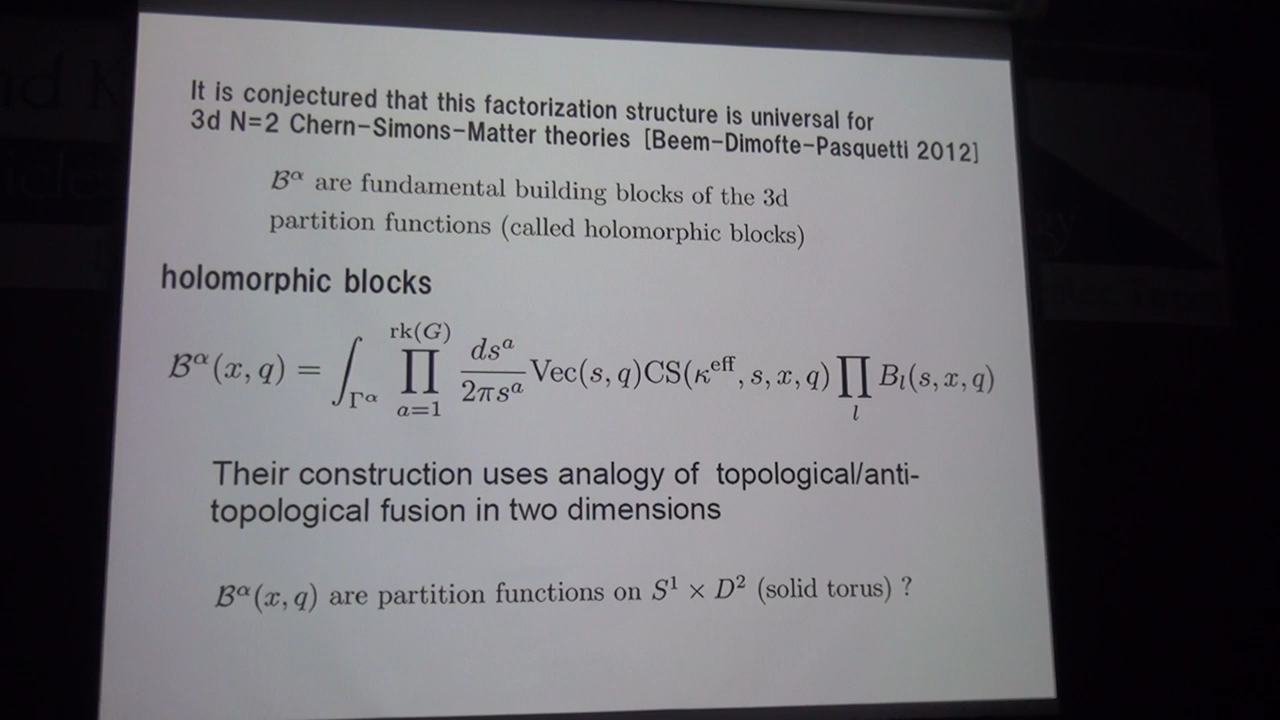 It is conjectured that this factorization structure is universal for
3d N=2 Chern-Simons-Matter theories [Beem-Dimofte-Pasquetti 2012]
ℬ^α are fundamental building blocks of the 3d
partition functions (called holomorphic blocks)
holomorphic blocks
ℬ^α(x, q) = ∫_{Γ^α} ∏_{a=1}^{rk(G)} \frac{ds^a}{2πs^a} Vec(s, q)CS(κ^{eff}, s, x, q) ∏_l B_l(s, x, q)
Their construction uses analogy of topological/anti-
topological fusion in two dimensions
ℬ^α(x, q) are partition functions on S^1 × D^2 (solid torus) ?